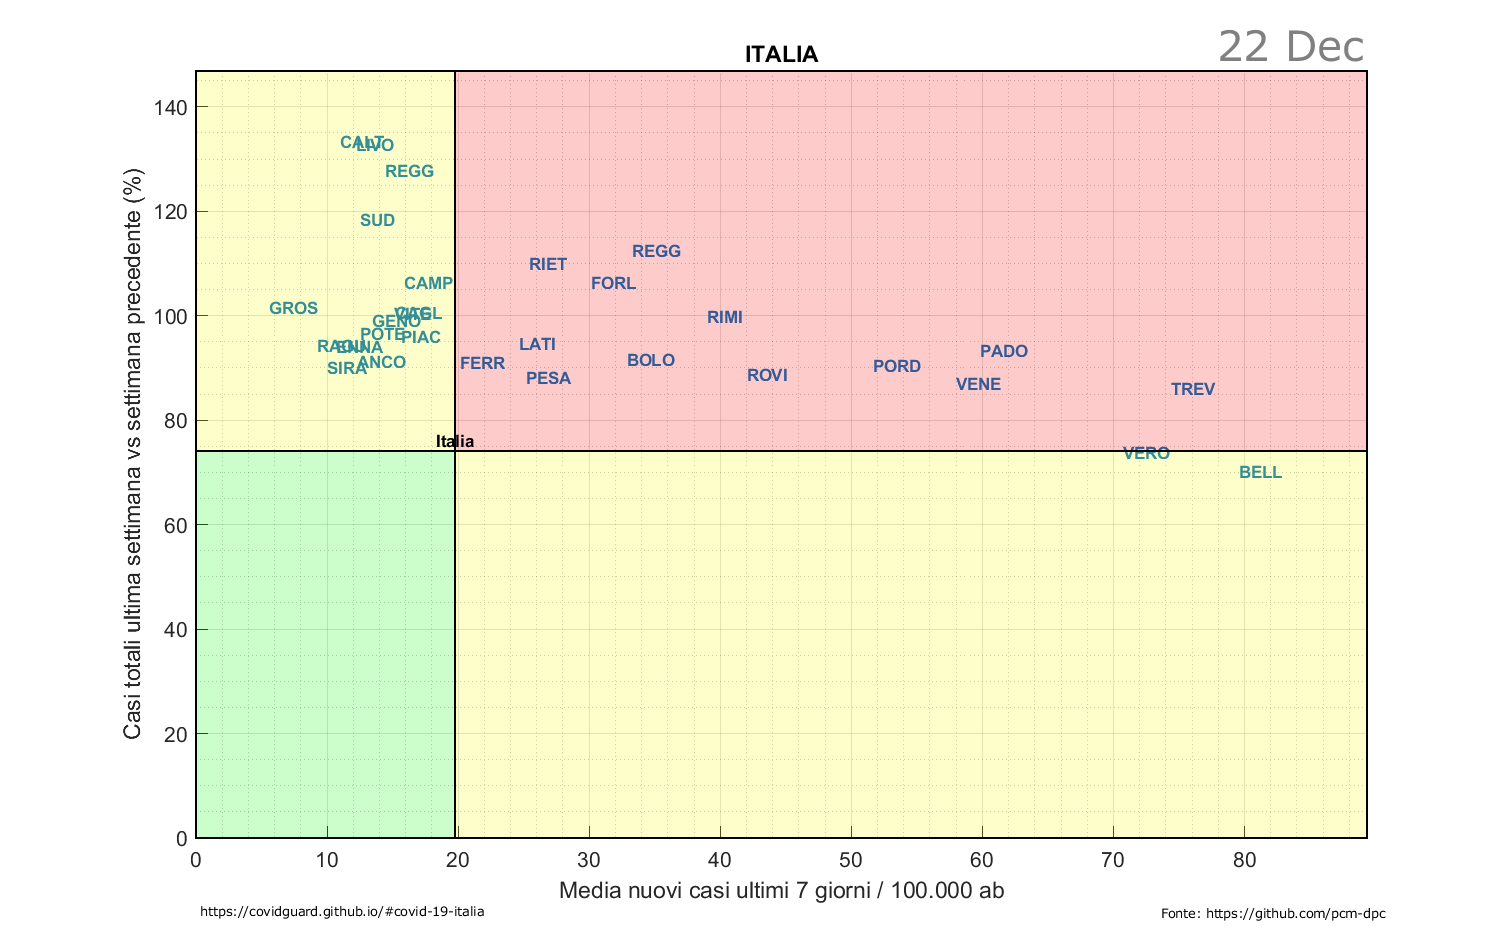 22 Dec
ITALIA
Casi totali ultima settimana vs settimana precedente (%)
140
120
100
80
60
40
20
0
CALT
LIVO
REGG
SUD
CAMP
GROS
CAGL
GENO
POTE
PIAC
ENNA
ANCO
SIRA
REGG
RIET
FORL
RIMI
LATI
FERR
PESA
BOLO
ROVI
PORD
PADO
VENE
TREV
Italia
VERO
BELL
0 10 20 30 40 50 60 70 80
Media nuovi casi ultimi 7 giorni / 100.000 ab
https://covidguard.github.io/#covid-19-italia
Fonte: https://github.com/pcm-dpc